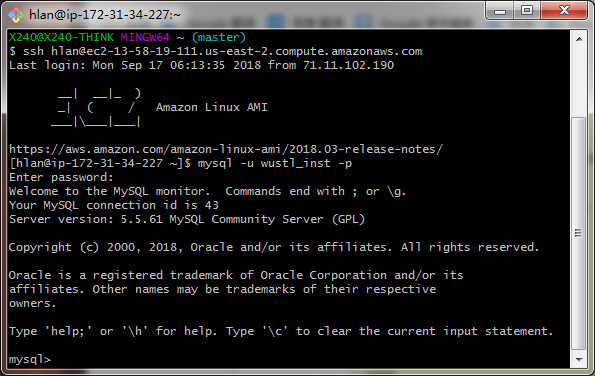 hlan@ip-172-31-34-227:~
X240@X240-THINK MINGW64 ~ (master)
$ ssh hlan@ec2-13-58-19-111.us-east-2.compute.amazonaws.com
Last login: Mon Sep 17 06:13:35 2018 from 71.11.102.190
__|  __|_  )
_|  (     /   Amazon Linux AMI
___|\___|___|
https://aws.amazon.com/amazon-linux-ami/2018.03-release-notes/
[hlan@ip-172-31-34-227 ~]$ mysql -u wustl_inst -p
Enter password:
Welcome to the MySQL monitor.  Commands end with ; or \g.
Your MySQL connection id is 43
Server version: 5.5.61 MySQL Community Server (GPL)
Copyright (c) 2000, 2018, Oracle and/or its affiliates. All rights reserved.
Oracle is a registered trademark of Oracle Corporation and/or its
affiliates. Other names may be trademarks of their respective
owners.
Type 'help;' or '\h' for help. Type '\c' to clear the current input statement.
mysql>